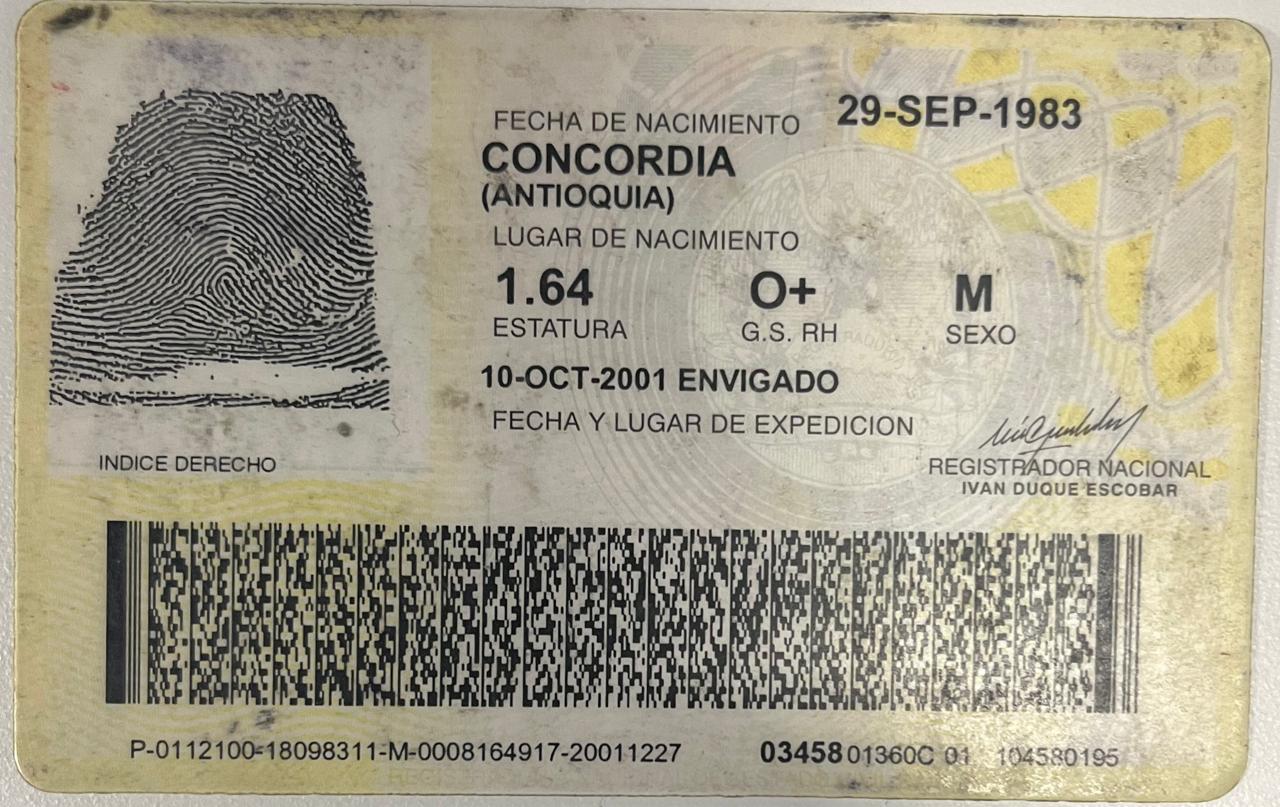 29-SEP-1983
FECHA DE NACIMIENTO
CONCORDIA
(ANTIOQUIA)
LUGAR DE NACIMIENTO
1.64 O+ M
ESTATURA G.S. RH SEXO
10-OCT-2001 ENVIGADO
FECHA Y LUGAR DE EXPEDICION
INDICE DERECHO
REGISTRADOR NACIONAL
IVAN DUQUE ESCOBAR
P-0112100-18098311-M-0008164917-20011227 03458 01360C 01 104580195